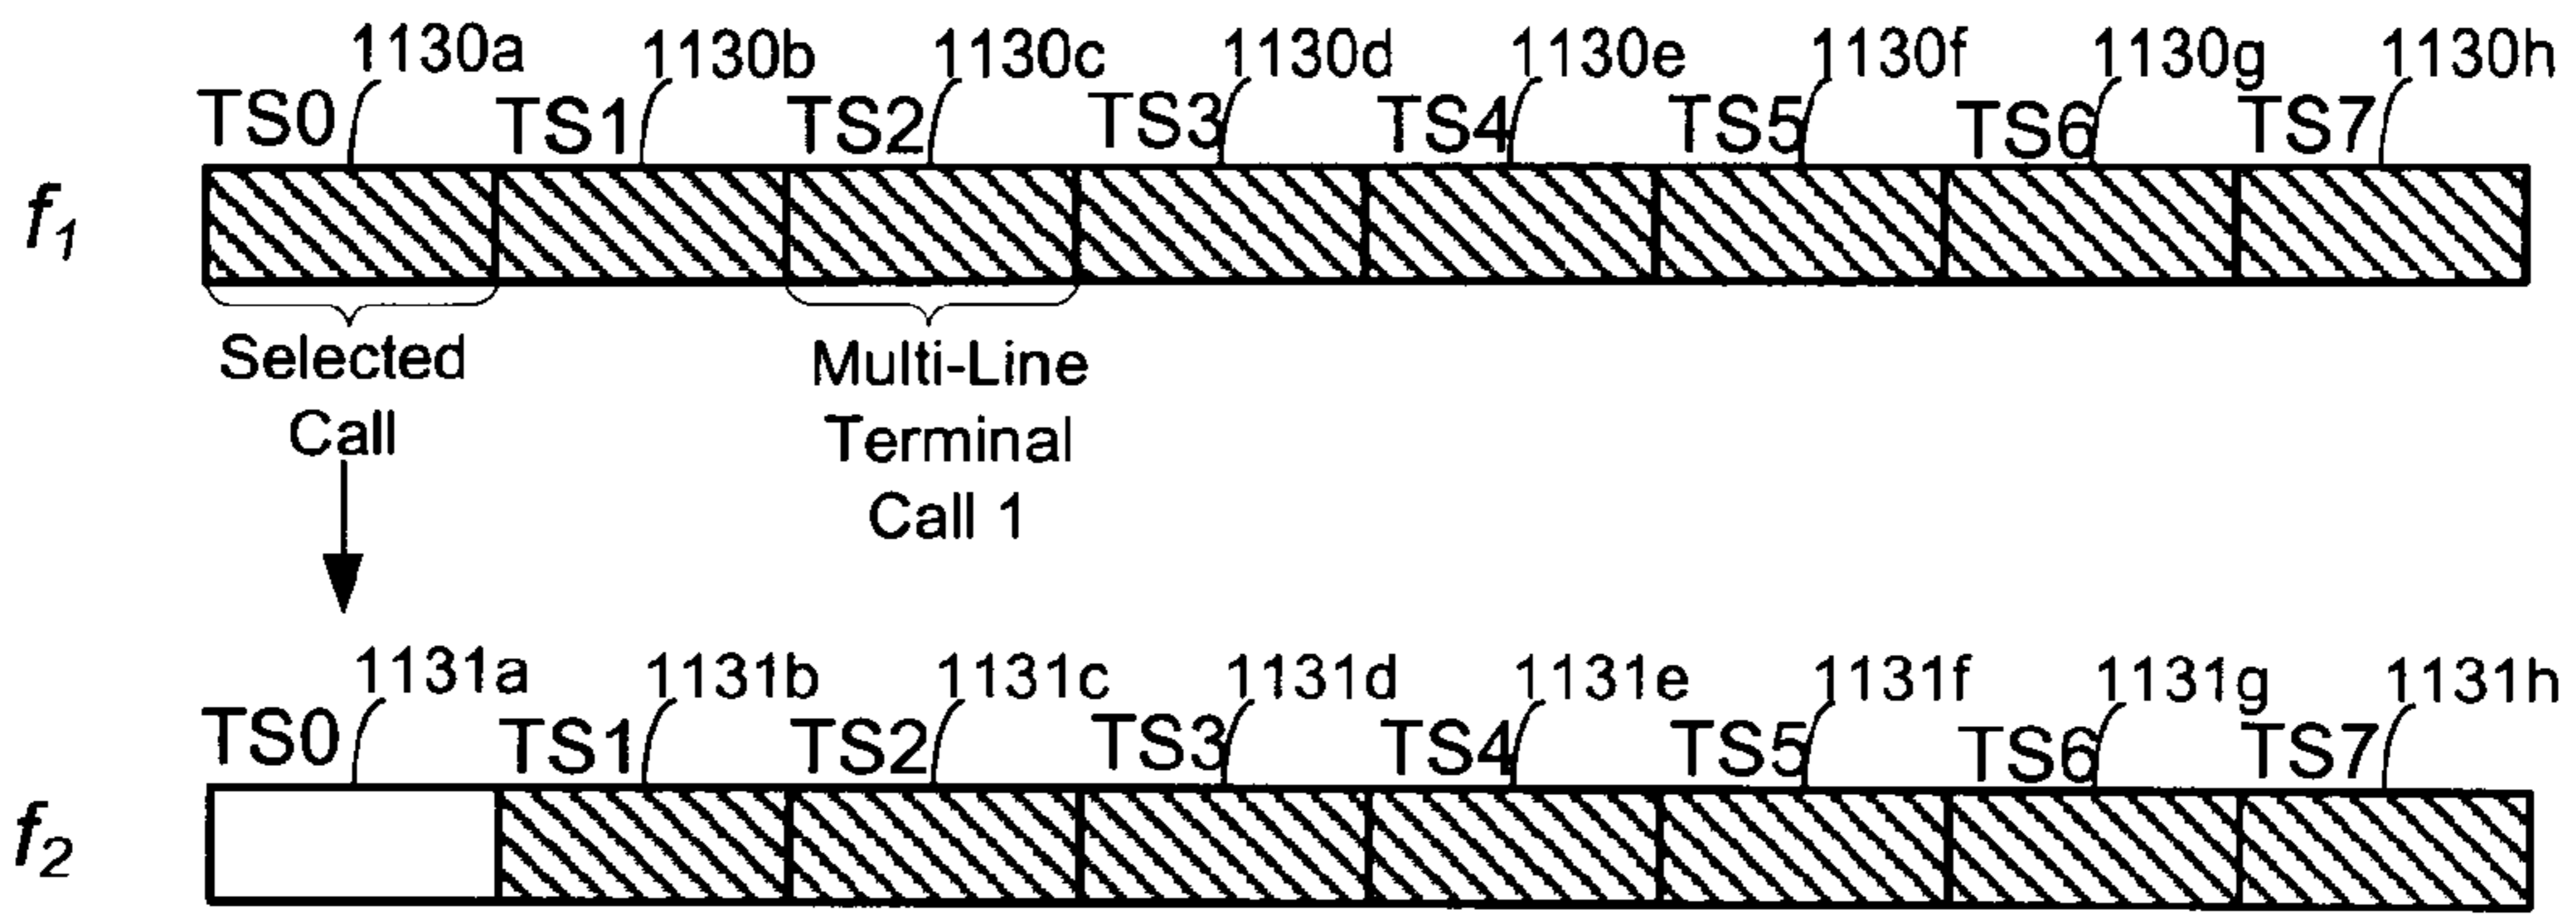 1130a 1130b 1130c 1130d 1130e 1130f 1130g 1130h
TS0 TS1 TS2 TS3 TS4 TS5 TS6 TS7
f1
Selected
Call
Multi-Line
Terminal
Call 1
1131a 1131b 1131c 1131d 1131e 1131f 1131g 1131h
TS0 TS1 TS2 TS3 TS4 TS5 TS6 TS7
f2